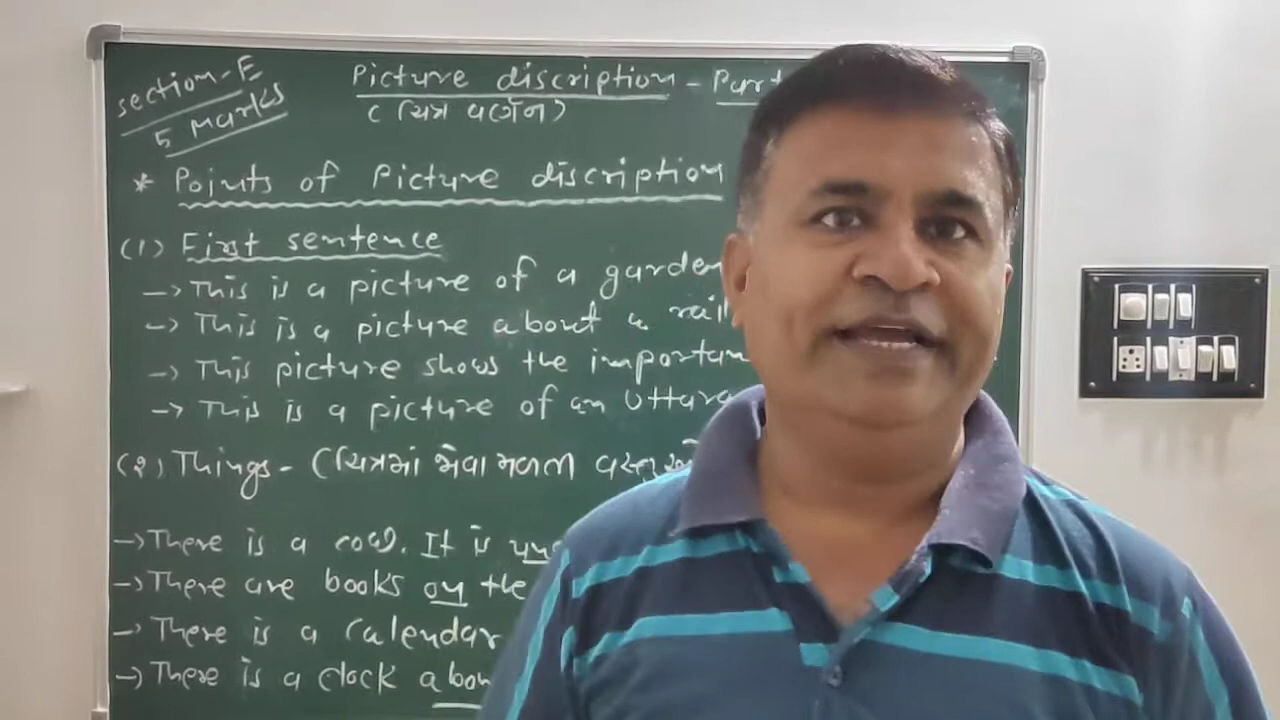 section-E
5 Marks
Picture discription - Part
(ચિત્ર વર્ણન)
* Points of Picture discription
(1) First sentence
-> This is a picture of a garden
-> This is a picture about a rail
-> This picture shows the importan
-> This is a picture of an Uttara
(૨) Things - (ચિત્રમાં જોવા મળતી
-> There is a cow. It is und
-> There are books on the
-> There is a calendar
-> There is a clock abov